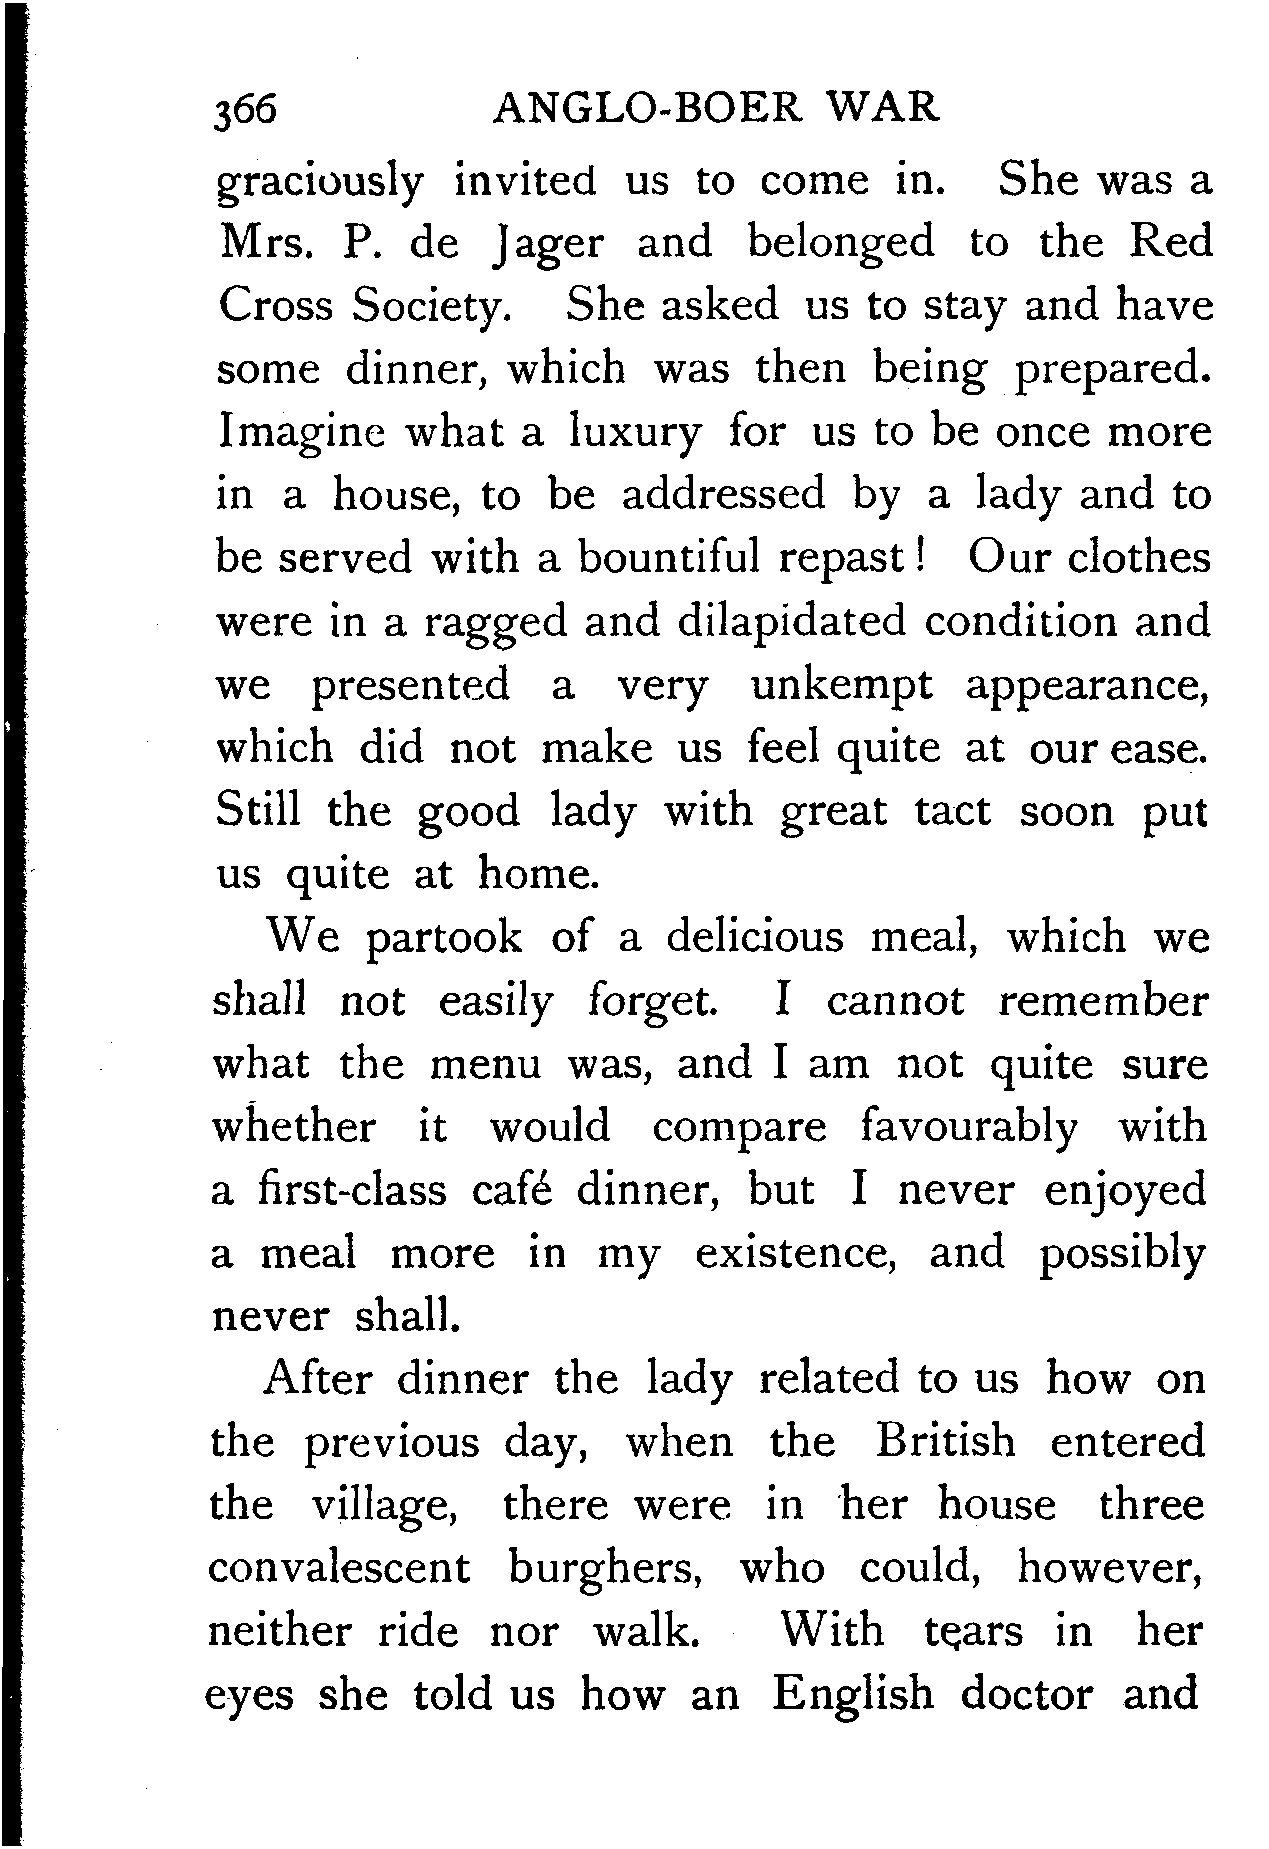 366 ANGLO-BOER WAR
graciously invited us to come in. She was a
Mrs. P. de Jager and belonged to the Red
Cross Society. She asked us to stay and have
some dinner, which was then being prepared.
Imagine what a luxury for us to be once more
in a house, to be addressed by a lady and to
be served with a bountiful repast ! Our clothes
were in a ragged and dilapidated condition and
we presented a very unkempt appearance,
which did not make us feel quite at our ease.
Still the good lady with great tact soon put
us quite at home.
We partook of a delicious meal, which we
shall not easily forget. I cannot remember
what the menu was, and I am not quite sure
whether it would compare favourably with
a first-class café dinner, but I never enjoyed
a meal more in my existence, and possibly
never shall.
After dinner the lady related to us how on
the previous day, when the British entered
the village, there were in her house three
convalescent burghers, who could, however,
neither ride nor walk. With tears in her
eyes she told us how an English doctor and